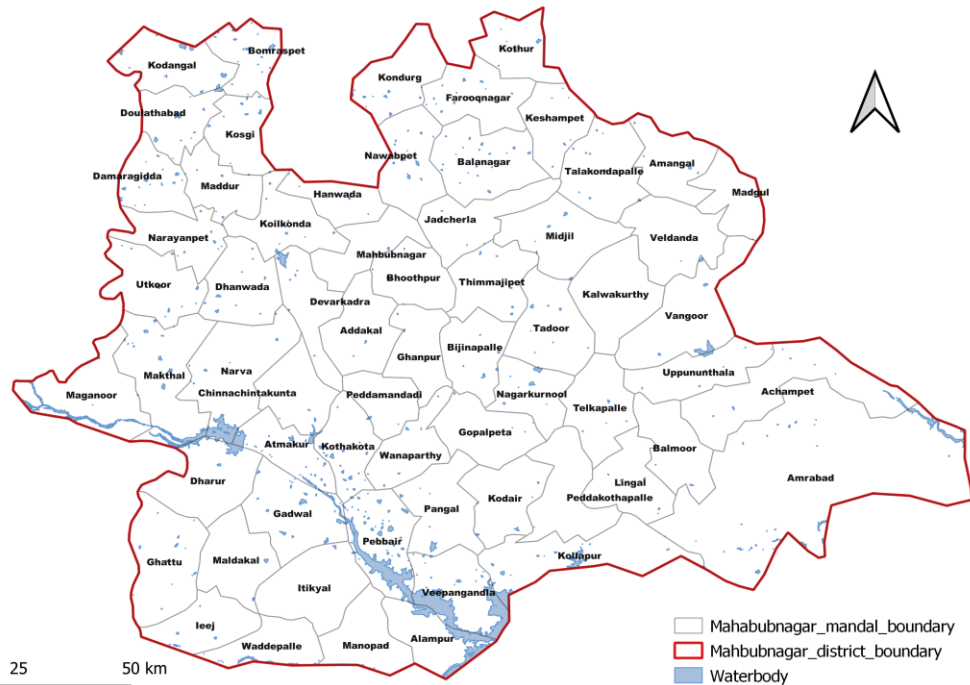 Kothur
Bomraspet
Kodangal
Kondurg
Farooqnagar
Doulathabad
Keshampet
Kosgi
Nawabpet
Balanagar
Amangal
Talakondapalle
Damaragidda
Maddur
Hanwada
Madgul
Jadcherla
Koilkonda
Midjil
Narayanpet
Veldanda
Mahbubnagar
Bhoothpur
Thimmajipet
Utkoor
Dhanwada
Kalwakurthy
Devarkadra
Vangoor
Addakal
Tadoor
Ghanpur
Bijinapalle
Narva
Uppununthala
Makthal
Achampet
Maganoor
Chinnachintakunta
Peddamandadi
Nagarkurnool
Telkapalle
Gopalpeta
Atmakur
Kothakota
Balmoor
Wanaparthy
Dharur
Amrabad
Lingal
Kodair
Peddakothapalle
Pangal
Gadwal
Pebbair
Kollapur
Ghattu
Maldakal
Itikyal
Veepangandla
Ieej
Alampur
Waddepalle
Manopad
Mahabubnagar_mandal_boundary
Mahbubnagar_district_boundary
Waterbody
25 50 km